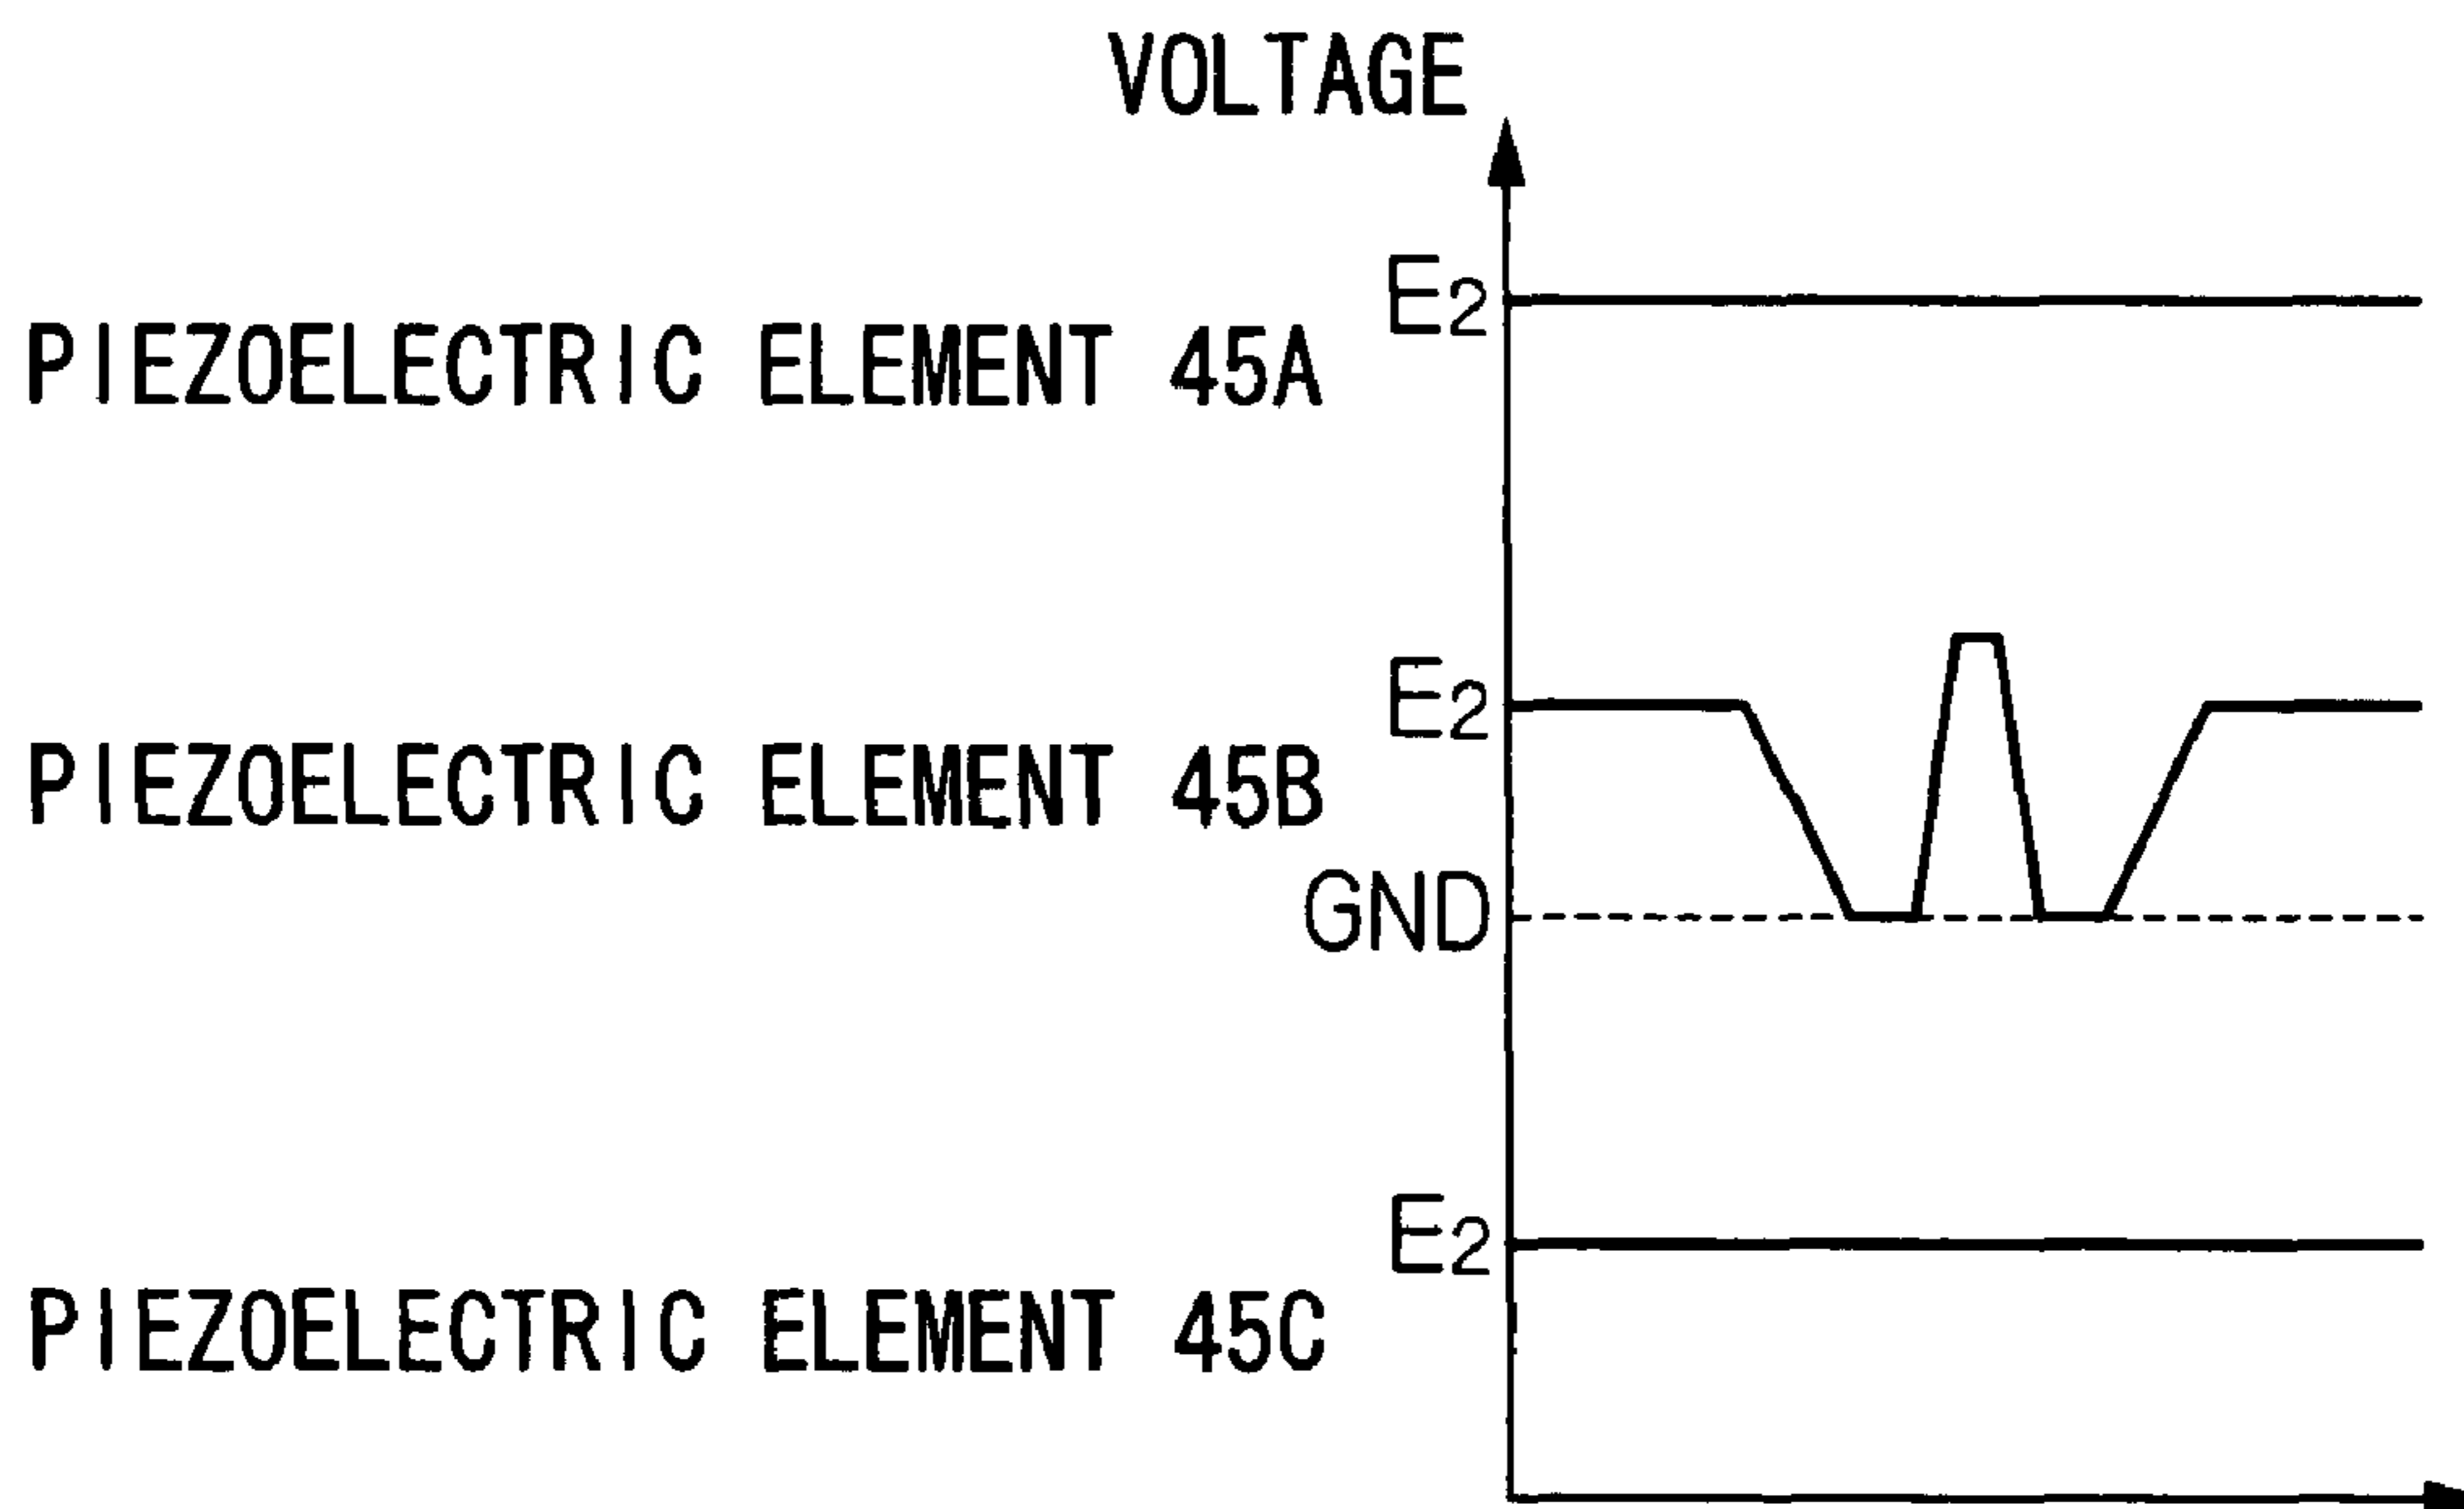 VOLTAGE
E2
PIEZOELECTRIC ELEMENT 45A
E2
PIEZOELECTRIC ELEMENT 45B
GND
E2
PIEZOELECTRIC ELEMENT 45C